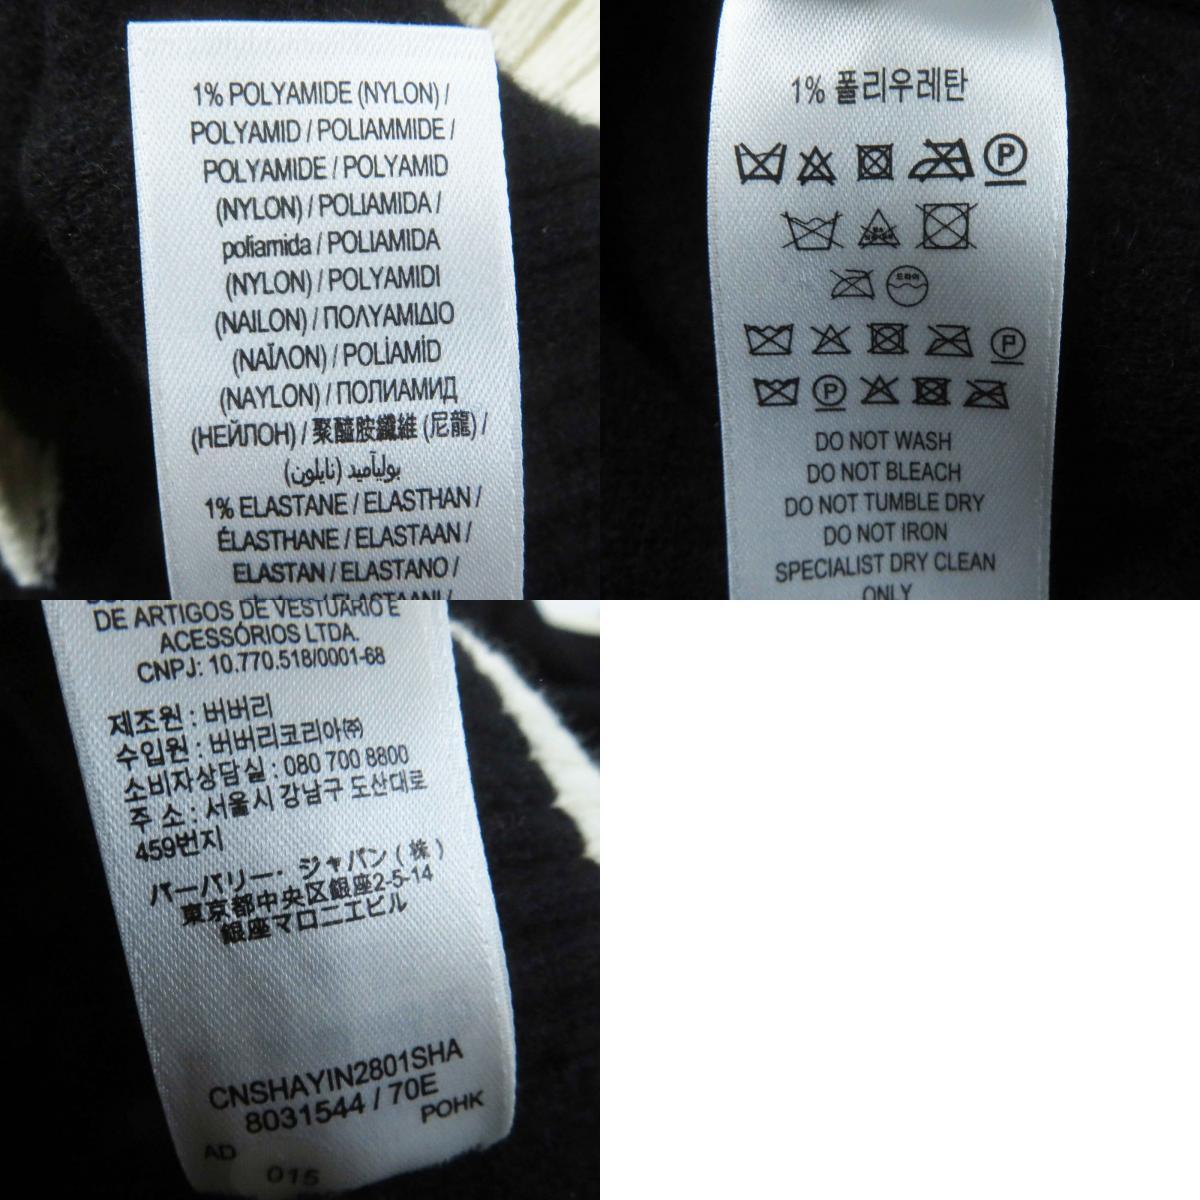 1% POLYAMIDE (NYLON) /
POLYAMID / POLIAMMIDE /
POLYAMIDE / POLYAMID
(NYLON) / POLIAMIDA /
poliamida / POLIAMIDA
(NYLON) / POLYAMIDI
(NAILON) / ΠΟΛΥΑΜΙΔΙΟ
(ΝΑΪΛΟΝ) / POLİAMİD
(NAYLON) / ПОЛИАМИД
(НЕЙЛОН) / 聚醯胺纖維 (尼龍) /
بوليآميد (نايلون)
1% ELASTANE / ELASTHAN /
ÉLASTHANE / ELASTAAN /
ELASTAN / ELASTANO /
1% 폴리우레탄
P
드라이
P
P
DO NOT WASH
DO NOT BLEACH
DO NOT TUMBLE DRY
DO NOT IRON
SPECIALIST DRY CLEAN
ONLY
DE ARTIGOS DE VESTUÁRIO E
ACESSÓRIOS LTDA.
CNPJ: 10.770.518/0001-68
제조원 : 버버리
수입원 : 버버리코리아㈜
소비자상담실 : 080 700 8800
주 소 : 서울시 강남구 도산대로
459번지
バーバリー・ジャパン (株)
東京都中央区銀座2-5-14
銀座マロニエビル
CNSHAYIN2801SHA
8031544 / 70E
POHK
AD
015